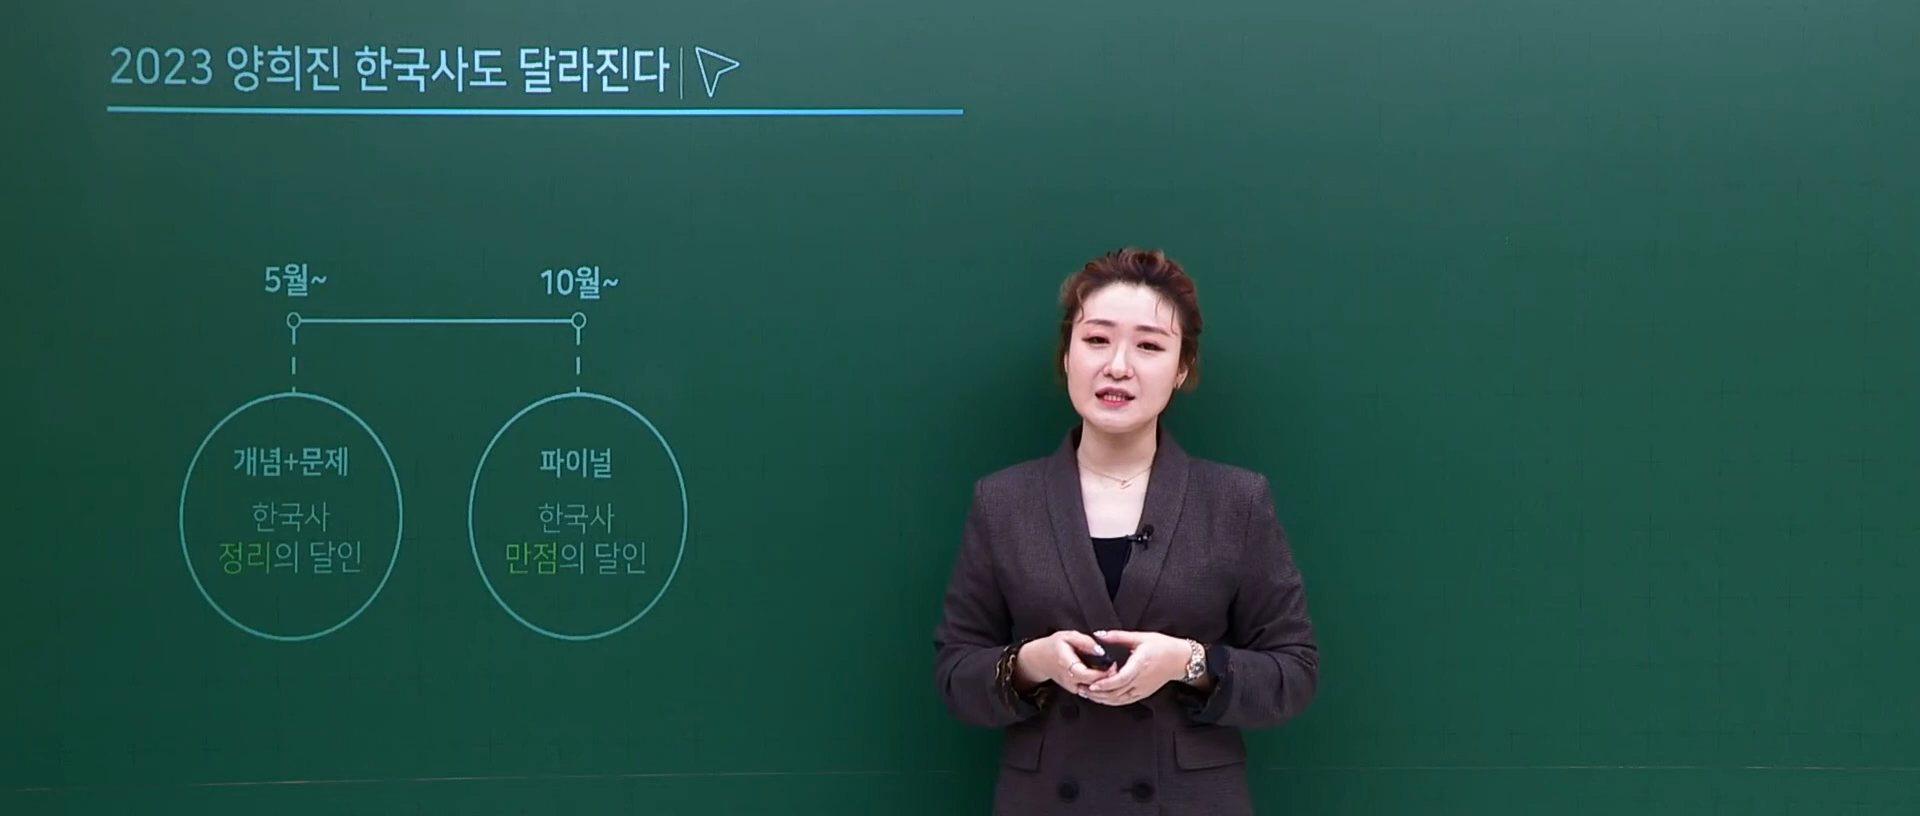 2023 양희진 한국사도 달라진다
5월~
10월~
개념+문제
한국사
정리의 달인
파이널
한국사
만점의 달인